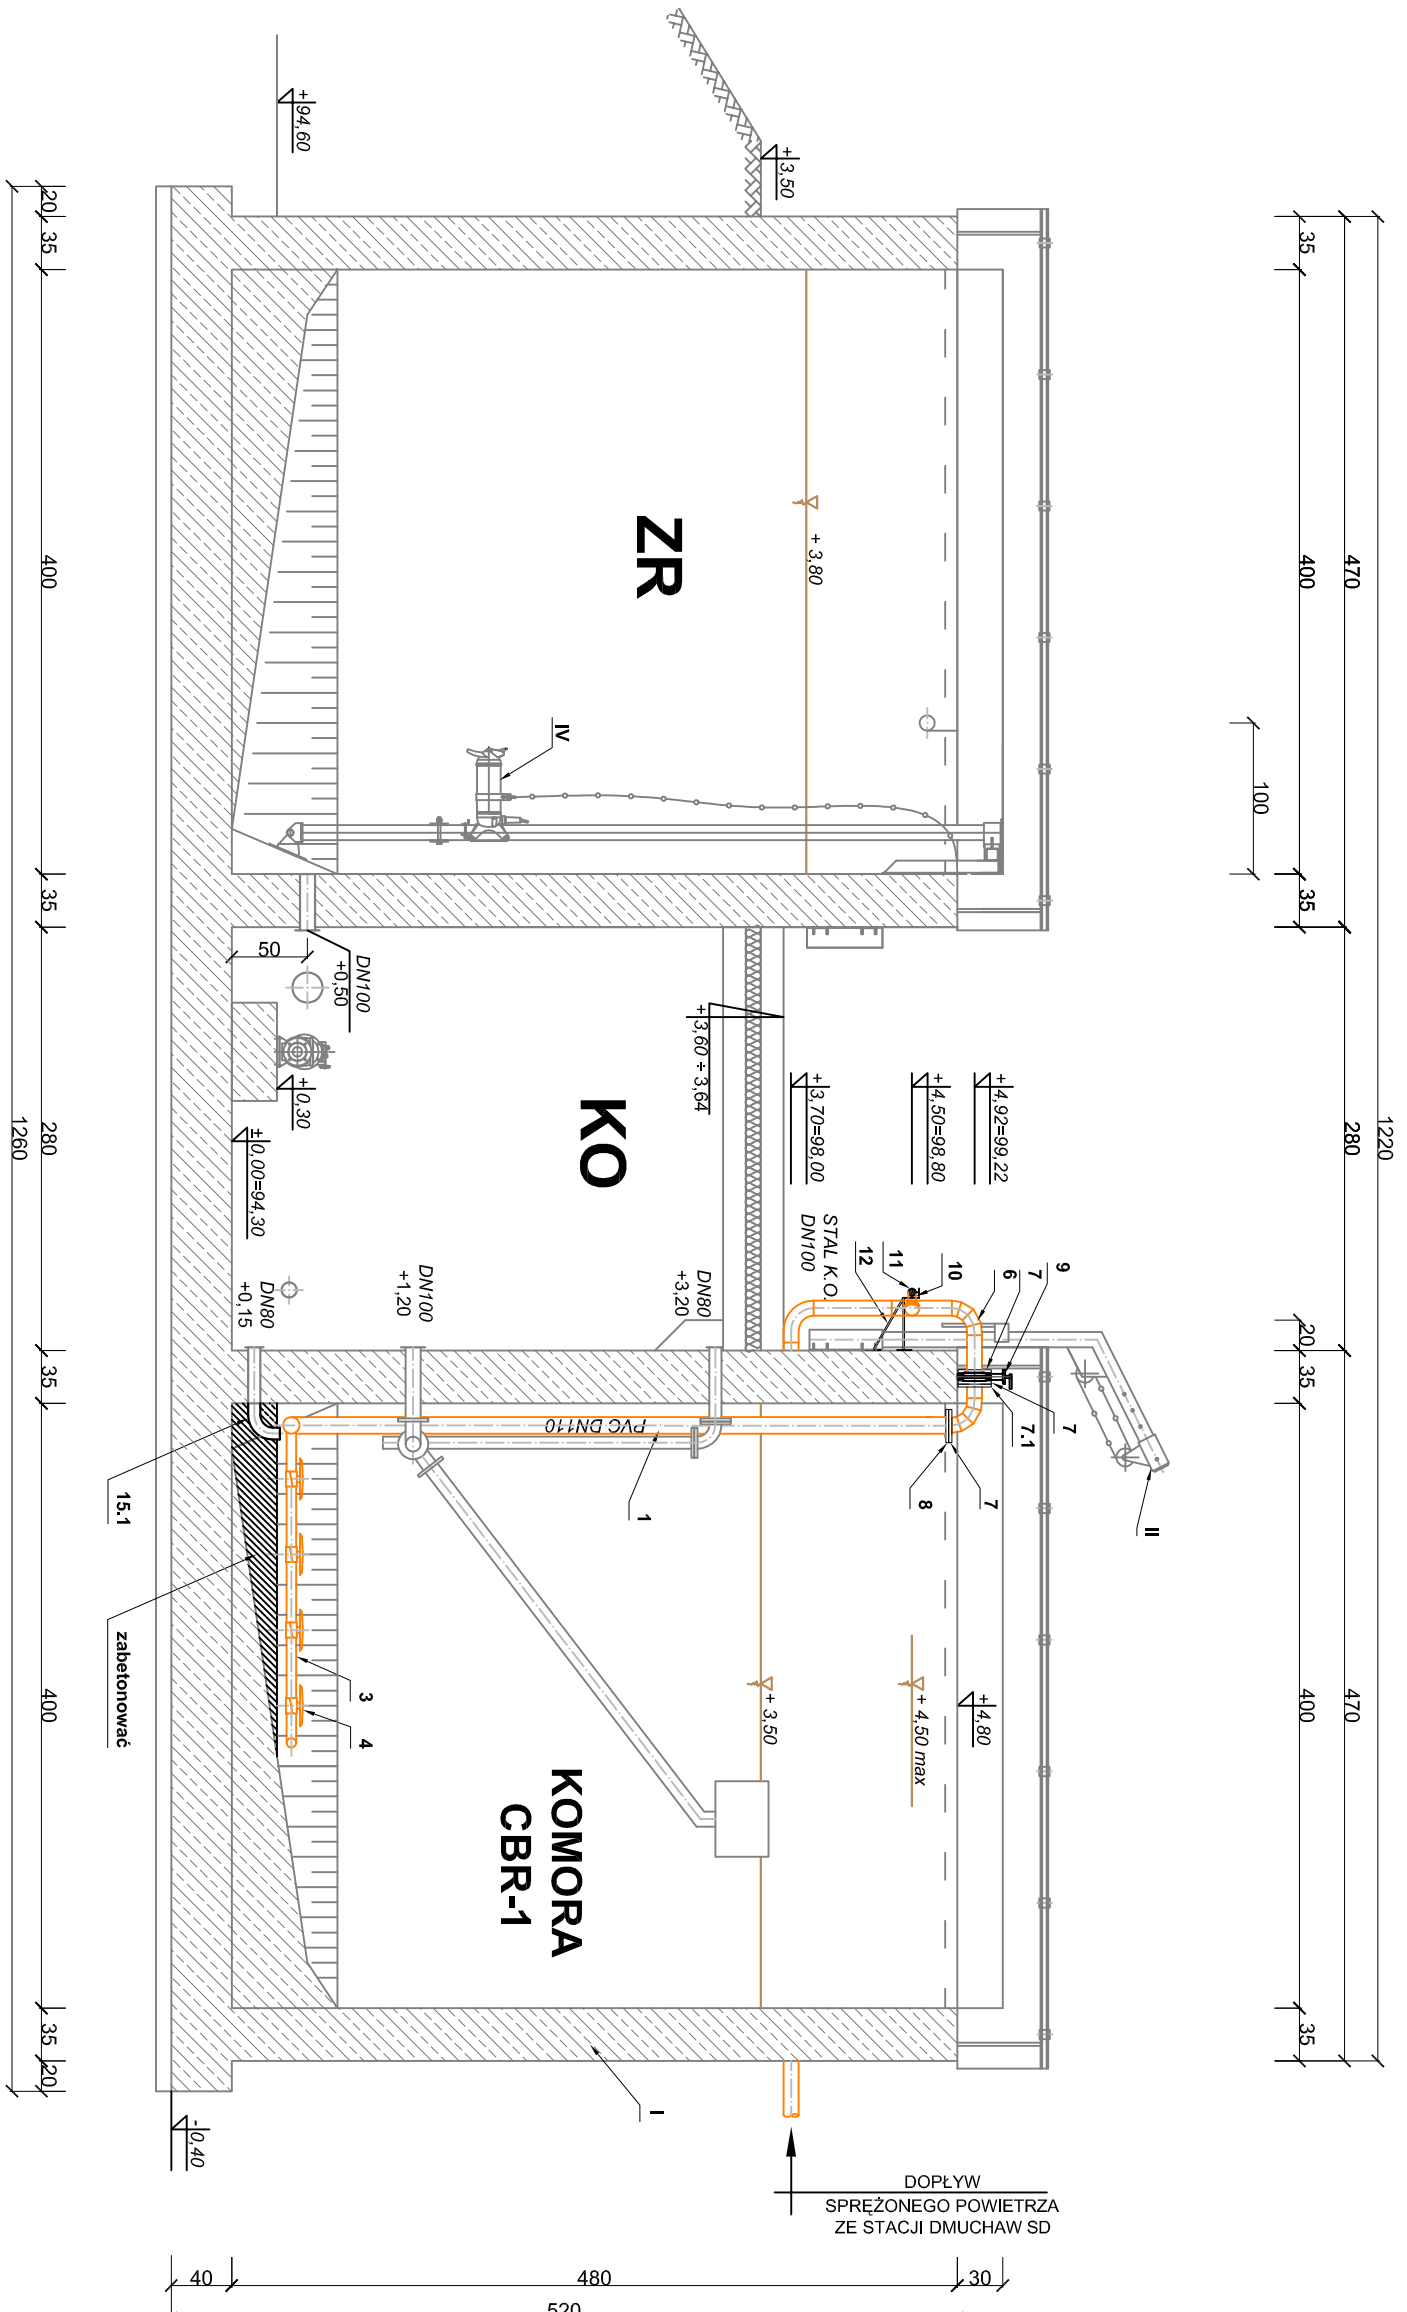 1220
470
280
470
35
400
35
20
35
400
35
100
+94,60
+3,50
ZR
+ 3,80
IV
DN100
+0,50
50
+0,30
±0,00=94,30
KO
+3,60 ÷ 3,64
+3,70=98,00
+4,50=98,80
+4,92=99,22
STAL K.O.
DN100
12
11
10
6
7
9
7
7.1
7
8
II
DN80
+0,15
DN100
+1,20
DN80
+3,20
PVC DN110
1
15.1
zabetonować
3
4
+ 3,50
+ 4,50 max
+4,80
KOMORA
CBR-1
I
-0,40
20
35
400
35
280
35
400
35
20
1260
DOPŁYW
SPRĘŻONEGO POWIETRZA
ZE STACJI DMUCHAW SD
40
480
30
520